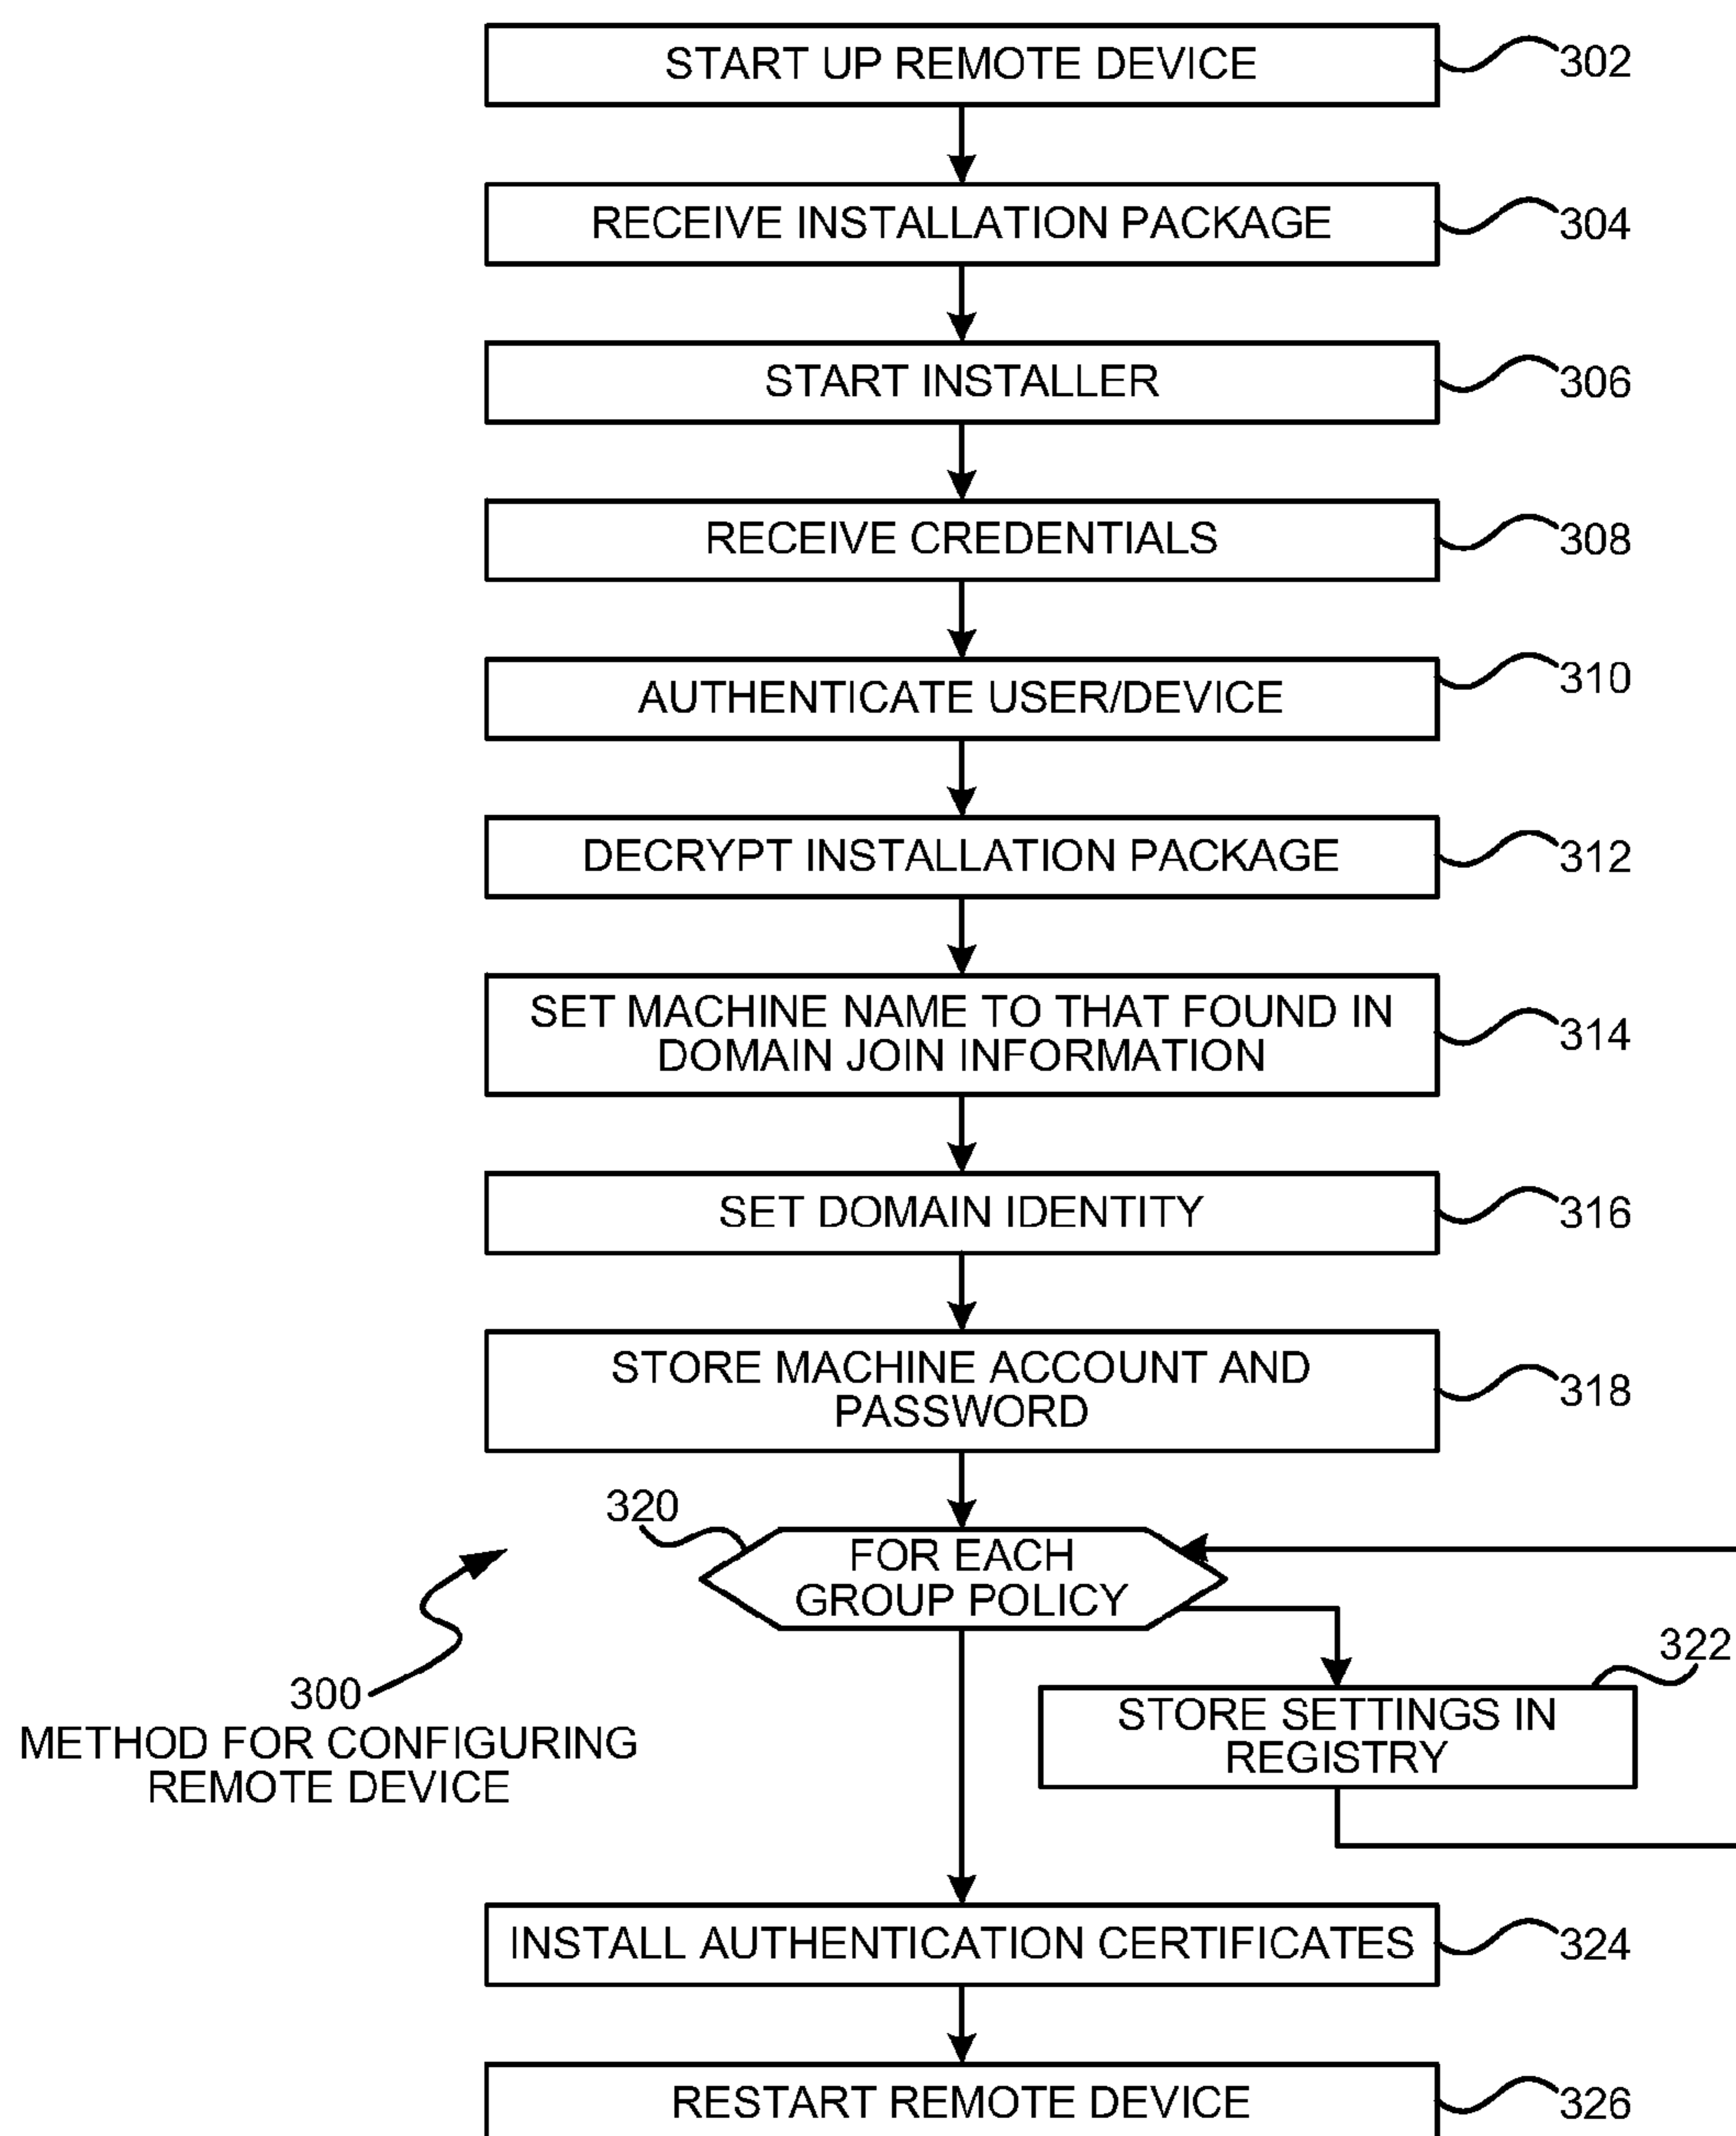 START UP REMOTE DEVICE
302
RECEIVE INSTALLATION PACKAGE
304
START INSTALLER
306
RECEIVE CREDENTIALS
308
AUTHENTICATE USER/DEVICE
310
DECRYPT INSTALLATION PACKAGE
312
SET MACHINE NAME TO THAT FOUND IN
DOMAIN JOIN INFORMATION
314
SET DOMAIN IDENTITY
316
STORE MACHINE ACCOUNT AND
PASSWORD
318
320
FOR EACH
GROUP POLICY
322
STORE SETTINGS IN
REGISTRY
300
METHOD FOR CONFIGURING
REMOTE DEVICE
INSTALL AUTHENTICATION CERTIFICATES
324
RESTART REMOTE DEVICE
326